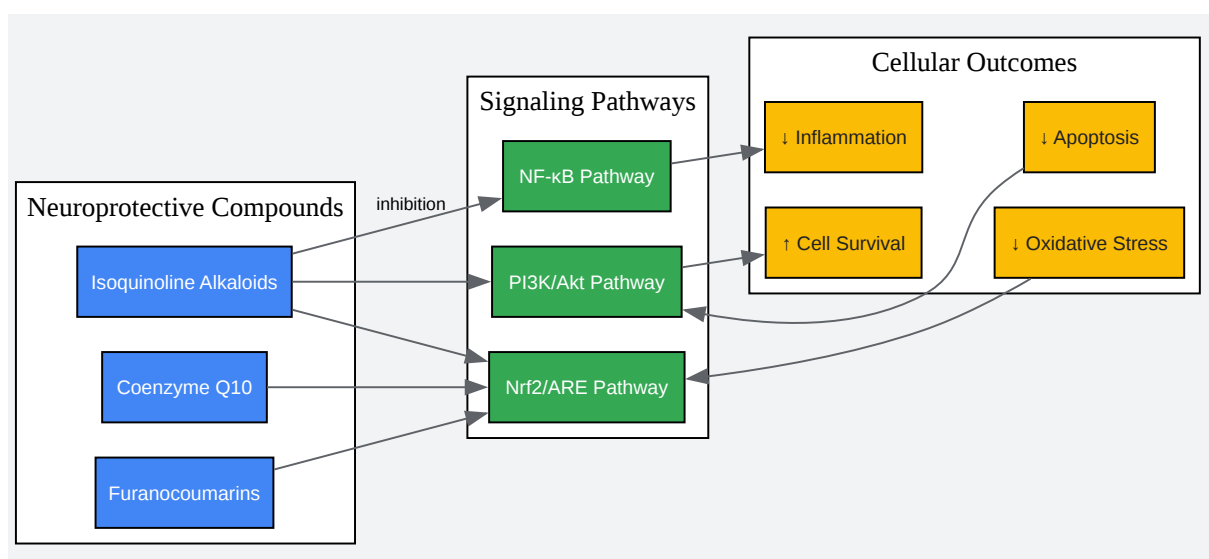 Neuroprotective Compounds
Isoquinoline Alkaloids
Coenzyme Q10
Furanocoumarins
inhibition
Signaling Pathways
NF-κB Pathway
PI3K/Akt Pathway
Nrf2/ARE Pathway
Cellular Outcomes
↓ Inflammation
↓ Apoptosis
↑ Cell Survival
↓ Oxidative Stress